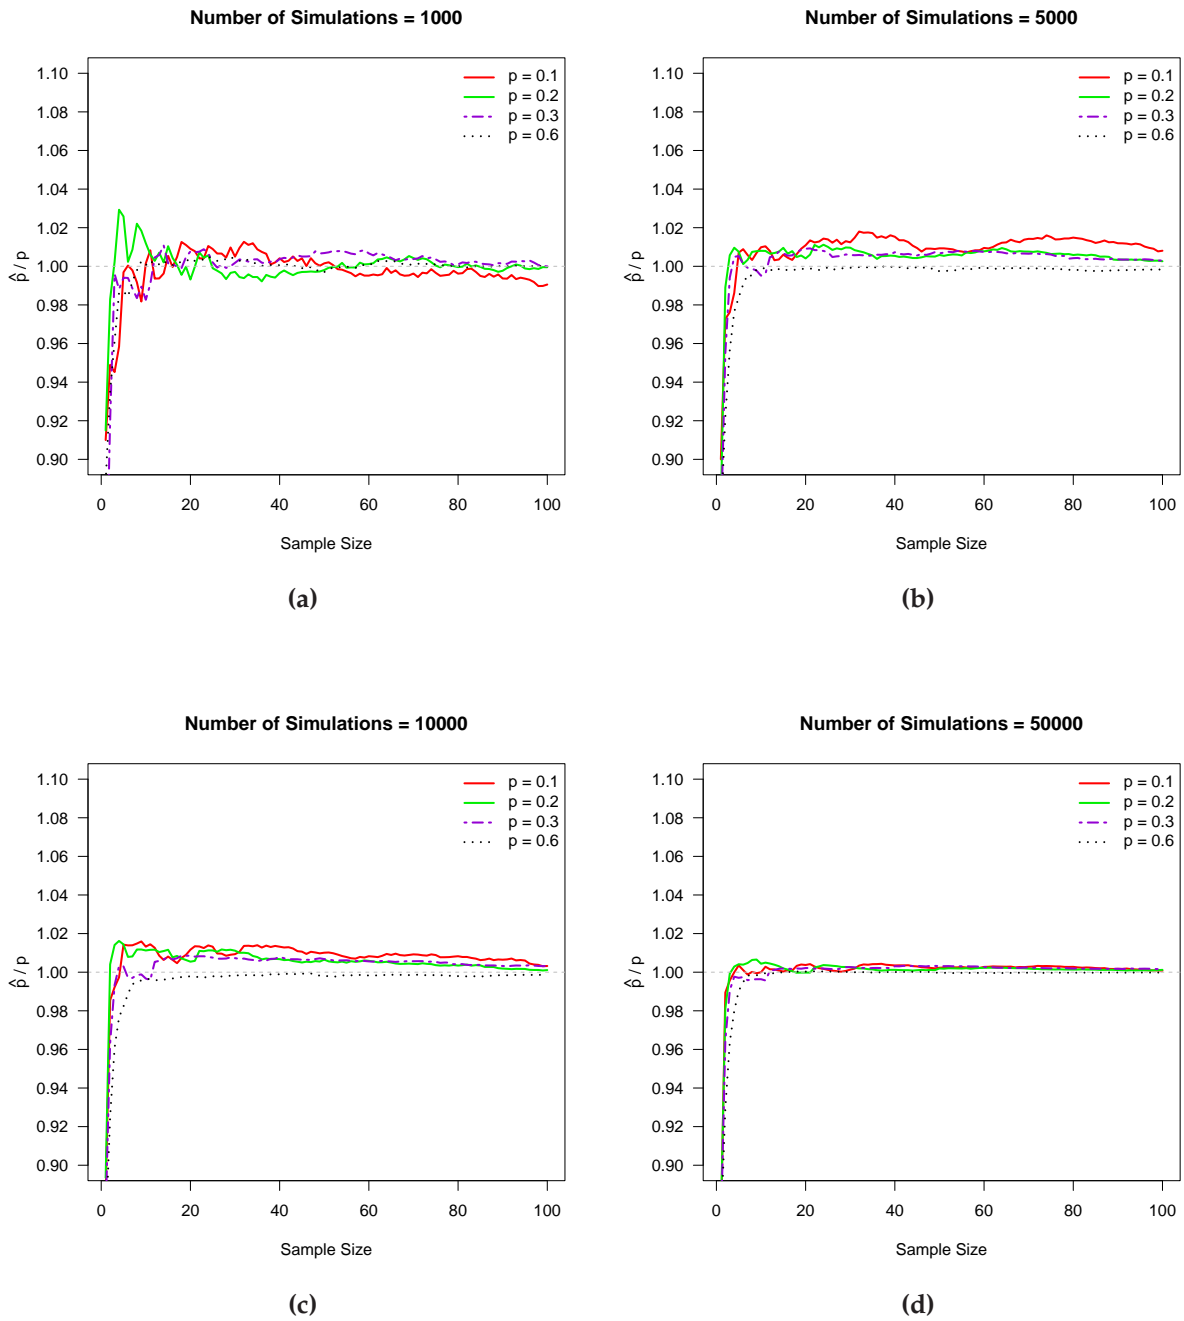 Number of Simulations = 1000
p̂ / p
1.10
1.08
1.06
1.04
1.02
1.00
0.98
0.96
0.94
0.92
0.90
p = 0.1
p = 0.2
p = 0.3
p = 0.6
0 20 40 60 80 100
Sample Size
(a)
Number of Simulations = 5000
p̂ / p
1.10
1.08
1.06
1.04
1.02
1.00
0.98
0.96
0.94
0.92
0.90
p = 0.1
p = 0.2
p = 0.3
p = 0.6
0 20 40 60 80 100
Sample Size
(b)
Number of Simulations = 10000
p̂ / p
1.10
1.08
1.06
1.04
1.02
1.00
0.98
0.96
0.94
0.92
0.90
p = 0.1
p = 0.2
p = 0.3
p = 0.6
0 20 40 60 80 100
Sample Size
(c)
Number of Simulations = 50000
p̂ / p
1.10
1.08
1.06
1.04
1.02
1.00
0.98
0.96
0.94
0.92
0.90
p = 0.1
p = 0.2
p = 0.3
p = 0.6
0 20 40 60 80 100
Sample Size
(d)